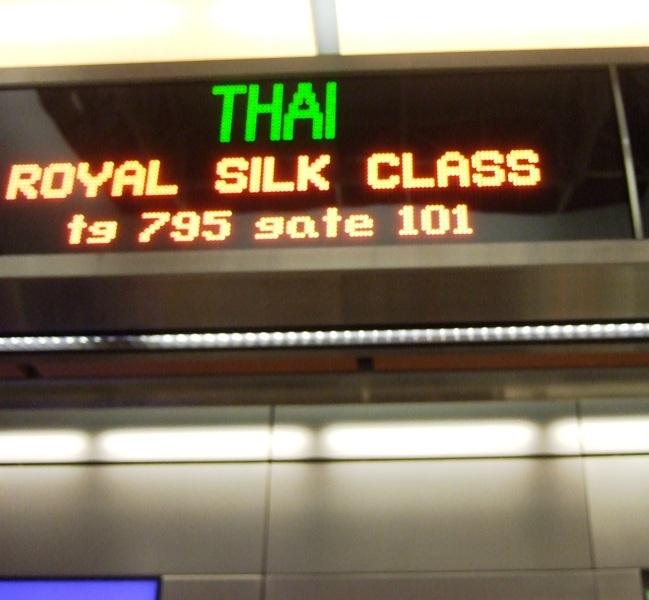 THAI
ROYAL SILK CLASS
tg 795 gate 101